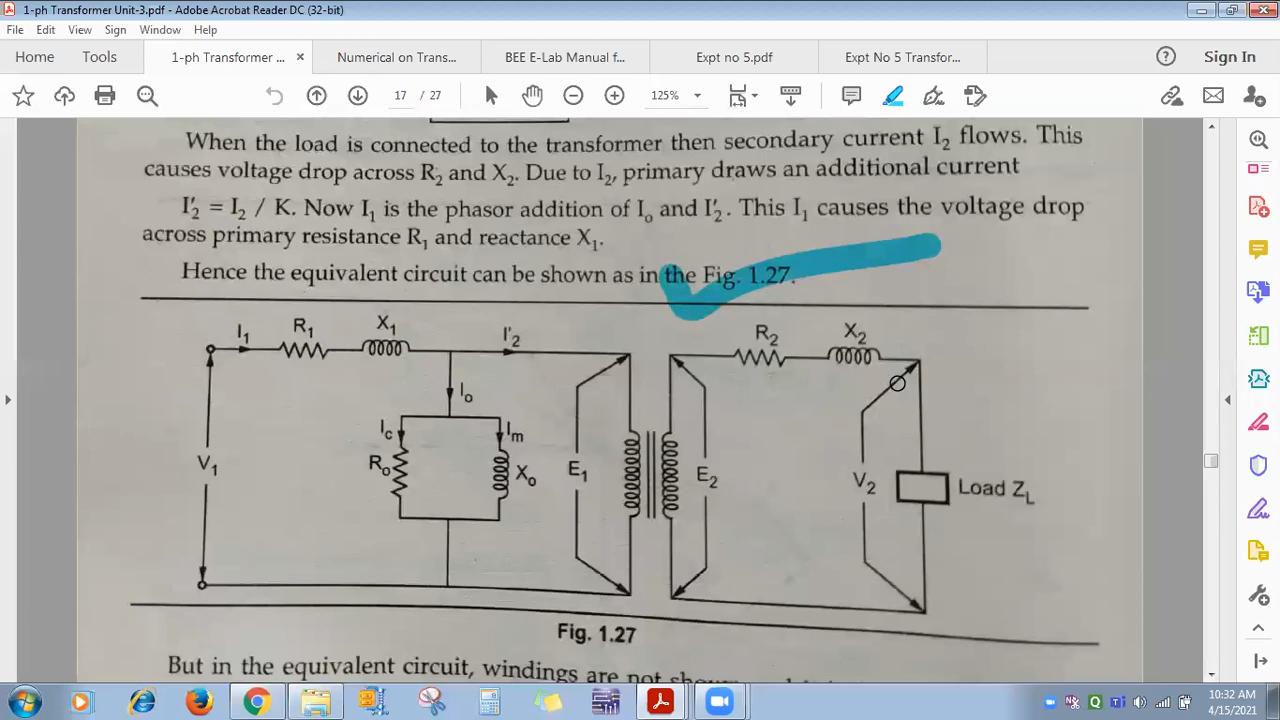 1-ph Transformer Unit-3.pdf - Adobe Acrobat Reader DC (32-bit)
File Edit View Sign Window Help
Home Tools 1-ph Transformer ... × Numerical on Trans... BEE E-Lab Manual f... Expt no 5.pdf Expt No 5 Transfor... Sign In
17 / 27 125%
When the load is connected to the transformer then secondary current I₂ flows. This
causes voltage drop across R₂ and X₂. Due to I₂, primary draws an additional current
I₂′ = I₂ / K. Now I₁ is the phasor addition of Iₒ and I₂′. This I₁ causes the voltage drop
across primary resistance R₁ and reactance X₁.
Hence the equivalent circuit can be shown as in the Fig. 1.27.
I₁ R₁ X₁ I₂′ R₂ X₂
Iₒ
I_c I_m
Rₒ Xₒ
V₁ E₁ E₂ V₂ Load Z_L
Fig. 1.27
But in the equivalent circuit, windings are not
10:32 AM
4/15/2021